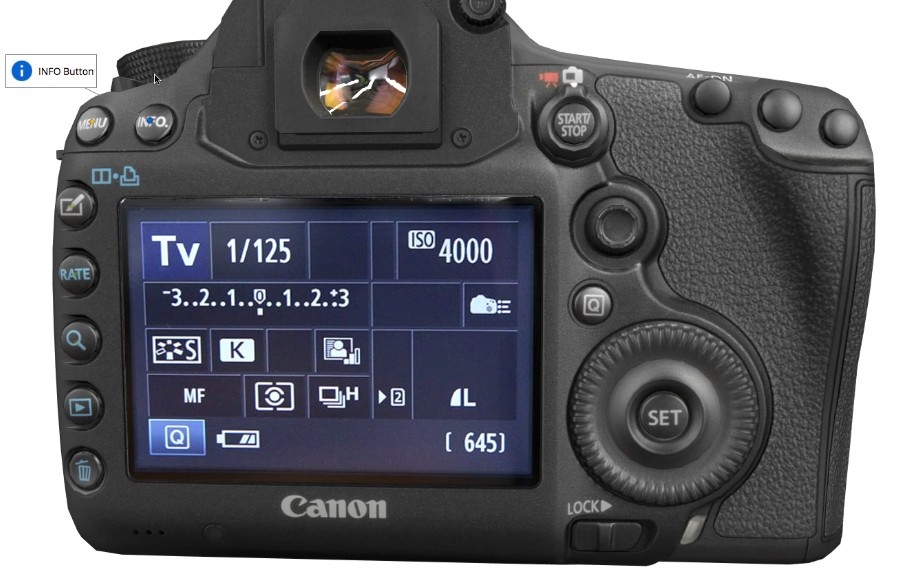 INFO Button
MENU
INFO.
AF-ON
START/
STOP
RATE
Tv
1/125
ISO 4000
-3..2..1..0..1..2.:+3
S
K
MF
H
2
L
Q
[ 645]
Q
SET
LOCK
Canon